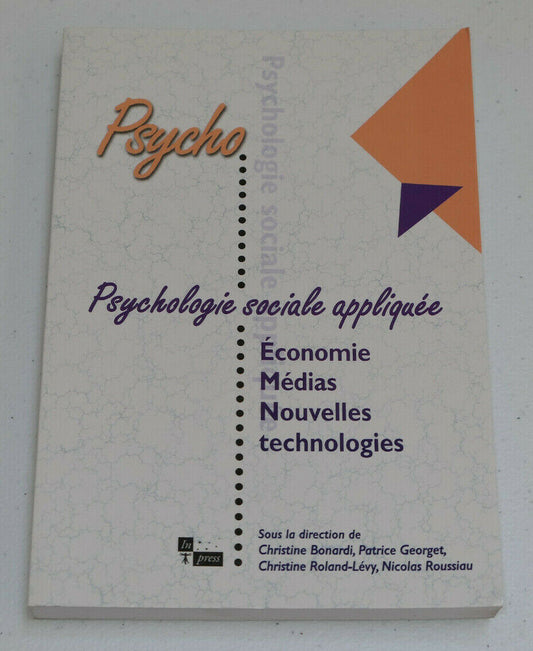 Psycho
Psychologie sociale appliquée
Psychologie sociale appliquée
Économie
Médias
Nouvelles
technologies
Sous la direction de
Christine Bonardi, Patrice Georget,
Christine Roland-Lévy, Nicolas Roussiau
In
press